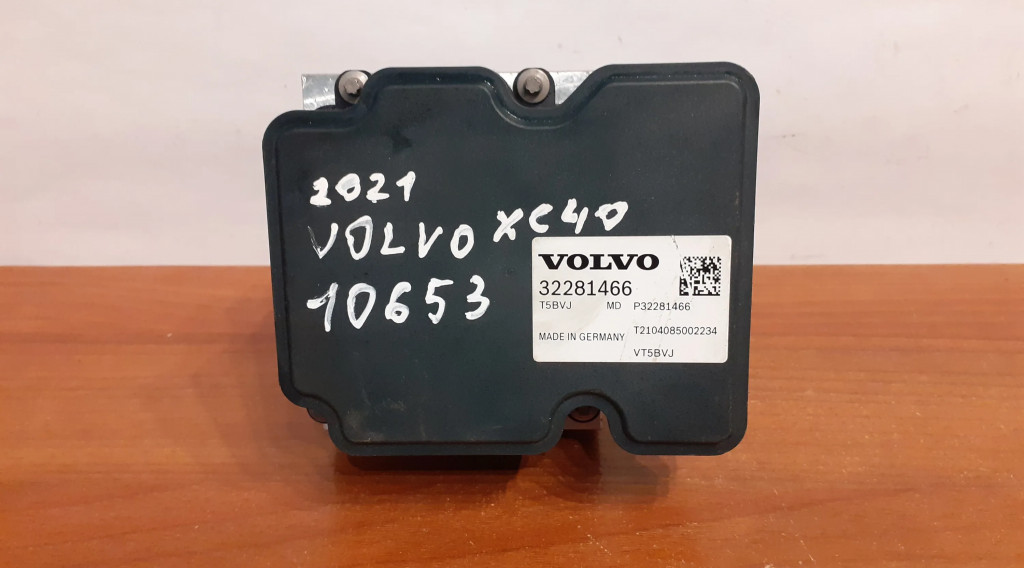 2021
VOLVO XC40
10653
VOLVO
32281466
T5BVJ MD P32281466
MADE IN GERMANY T2104085002234
VT5BVJ